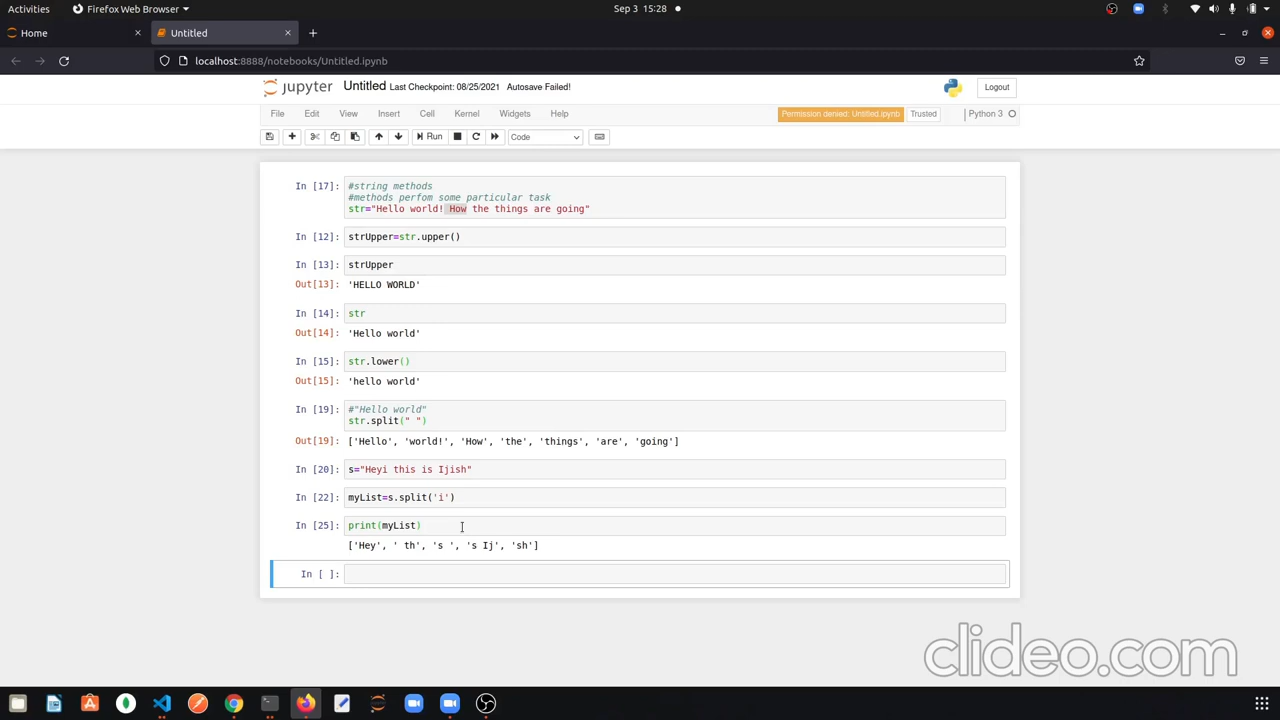 Activities Firefox Web Browser Sep 3 15:28
Home Untitled
localhost:8888/notebooks/Untitled.ipynb
jupyter Untitled Last Checkpoint: 08/25/2021 Autosave Failed! Logout
File Edit View Insert Cell Kernel Widgets Help Permission denied: Untitled.ipynb Trusted Python 3
Run Code
In [17]: #string methods
#methods perfom some particular task
str="Hello world! How the things are going"
In [12]: strUpper=str.upper()
In [13]: strUpper
Out[13]: 'HELLO WORLD'
In [14]: str
Out[14]: 'Hello world'
In [15]: str.lower()
Out[15]: 'hello world'
In [19]: #"Hello world"
str.split(" ")
Out[19]: ['Hello', 'world!', 'How', 'the', 'things', 'are', 'going']
In [20]: s="Heyi this is Ijish"
In [22]: myList=s.split('i')
In [25]: print(myList)
['Hey', ' th', 's ', 's Ij', 'sh']
In [ ]:
clideo.com